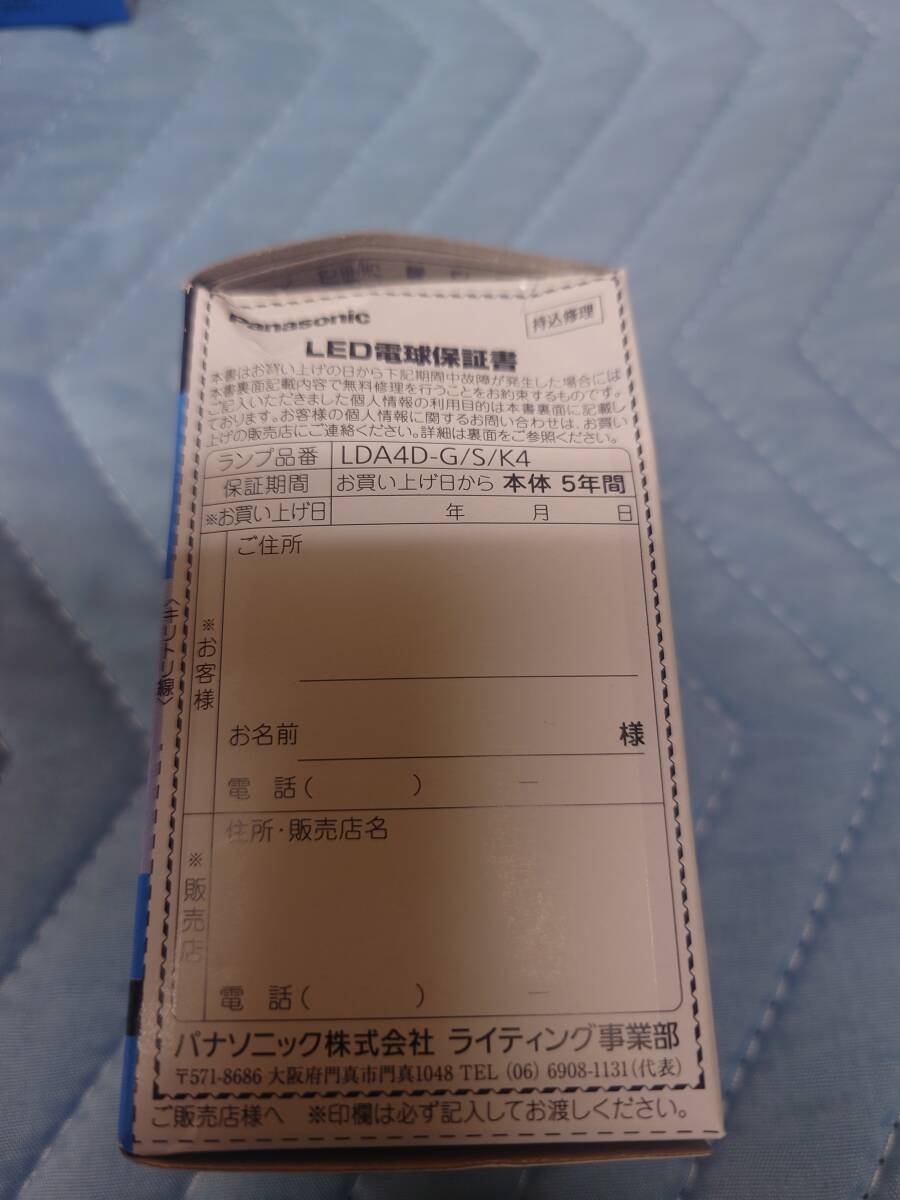 Panasonic
持込修理
LED電球保証書
本書はお買い上げの日から下記期間中故障が発生した場合には
本書裏面記載内容で無料修理を行うことをお約束するものです。
ご記入いただきました個人情報の利用目的は本書裏面に記載し
ております。お客様の個人情報に関するお問い合わせは、お買い
上げの販売店にご連絡ください。詳細は裏面をご参照ください。
ランプ品番 LDA4D-G/S/K4
保証期間 お買い上げ日から 本体 5年間
※お買い上げ日 年 月 日
※お客様
ご住所
お名前 様
電話( ) ―
※販売店
住所・販売店名
電話( ) ―
〈キリトリ線〉
パナソニック株式会社 ライティング事業部
〒571-8686 大阪府門真市門真1048 TEL (06) 6908-1131(代表)
ご販売店様へ ※印欄は必ず記入してお渡しください。